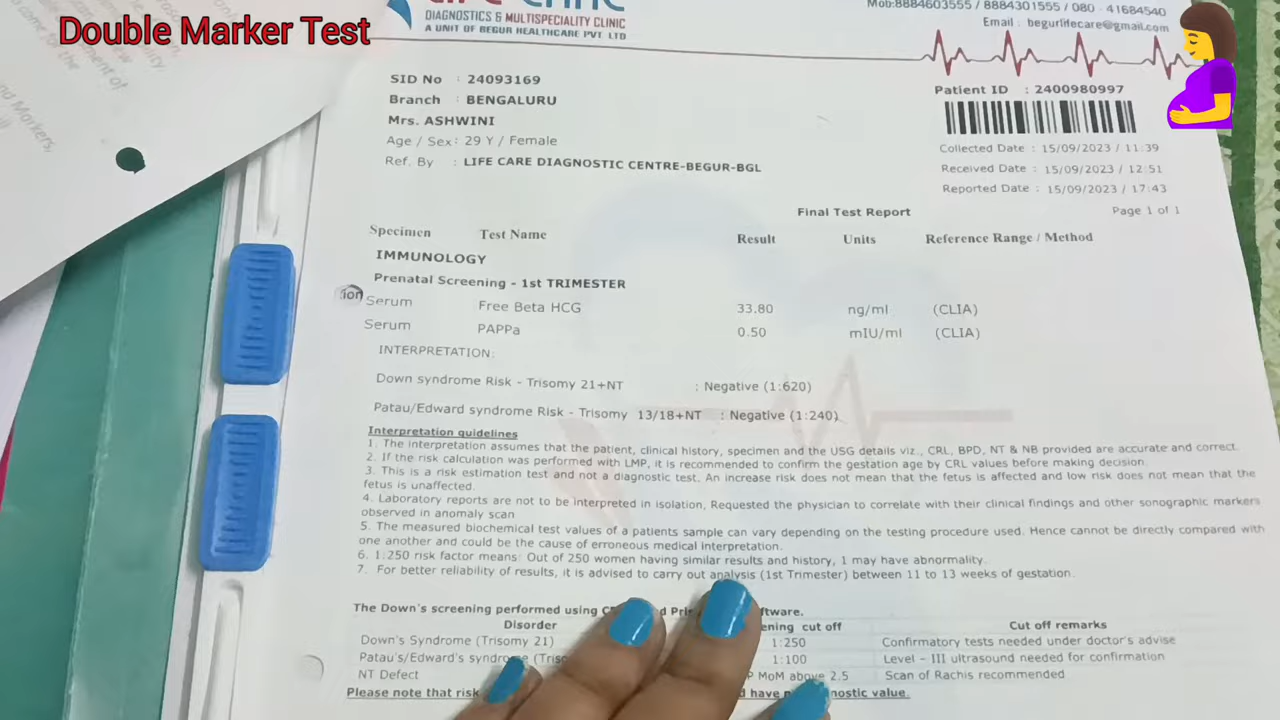 Double Marker Test
DIAGNOSTICS & MULTISPECIALITY CLINIC
A UNIT OF BEGUR HEALTHCARE PVT LTD
Mob:8884603555 / 8884301555 / 080 - 41684540
Email : begurlifecare@gmail.com
SID No : 24093169
Branch : BENGALURU
Mrs. ASHWINI
Age / Sex : 29 Y / Female
Ref. By : LIFE CARE DIAGNOSTIC CENTRE-BEGUR-BGL
Patient ID : 2400980997
Collected Date : 15/09/2023 / 11:39
Received Date : 15/09/2023 / 12:51
Reported Date : 15/09/2023 / 17:43
Final Test Report Page 1 of 1
Specimen Test Name Result Units Reference Range / Method
IMMUNOLOGY
Prenatal Screening - 1st TRIMESTER
Serum Free Beta HCG 33.80 ng/ml (CLIA)
Serum PAPPa 0.50 mIU/ml (CLIA)
INTERPRETATION:
Down syndrome Risk - Trisomy 21+NT : Negative (1:620)
Patau/Edward syndrome Risk - Trisomy 13/18+NT : Negative (1:240)
Interpretation guidelines
1. The interpretation assumes that the patient, clinical history, specimen and the USG details viz., CRL, BPD, NT & NB provided are accurate and correct.
2. If the risk calculation was performed with LMP, it is recommended to confirm the gestation age by CRL values before making decision.
3. This is a risk estimation test and not a diagnostic test. An increase risk does not mean that the fetus is affected and low risk does not mean that the
fetus is unaffected.
4. Laboratory reports are not to be interpreted in isolation, Requested the physician to correlate with their clinical findings and other sonographic markers
observed in anomaly scan
5. The measured biochemical test values of a patients sample can vary depending on the testing procedure used. Hence cannot be directly compared with
one another and could be the cause of erroneous medical interpretation.
6. 1:250 risk factor means: Out of 250 women having similar results and history, 1 may have abnormality.
7. For better reliability of results, it is advised to carry out analysis (1st Trimester) between 11 to 13 weeks of gestation.
The Down's screening performed using
Disorder cut off Cut off remarks
Down's Syndrome (Trisomy 21) 1:250 Confirmatory tests needed under doctor's advise
Patau's/Edward's 1:100 Level - III ultrasound needed for confirmation
NT Defect MoM above 2.5 Scan of Rachis recommended
Please note that risk have value.